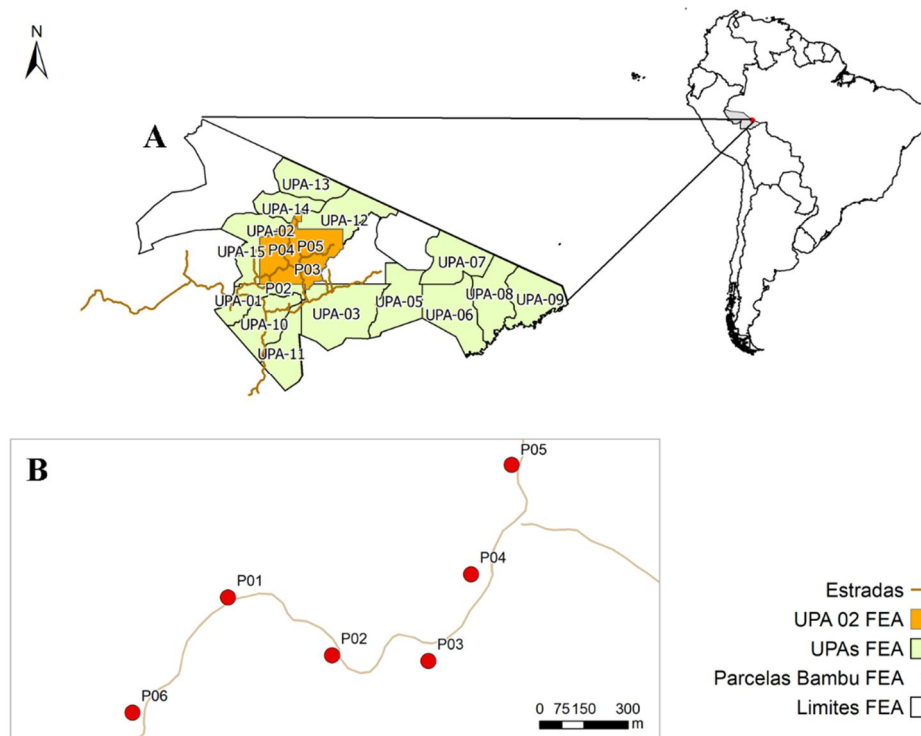 N
A
UPA-13
UPA-14
UPA-12
UPA-02
UPA-15
P04
P05
P03
P02
UPA-07
UPA-01
UPA-10
UPA-11
UPA-03
UPA-05
UPA-06
UPA-08
UPA-09
B
P05
P04
P01
P02
P03
P06
0 75 150 300
m
Estradas
UPA 02 FEA
UPAs FEA
Parcelas Bambu FEA
Limites FEA